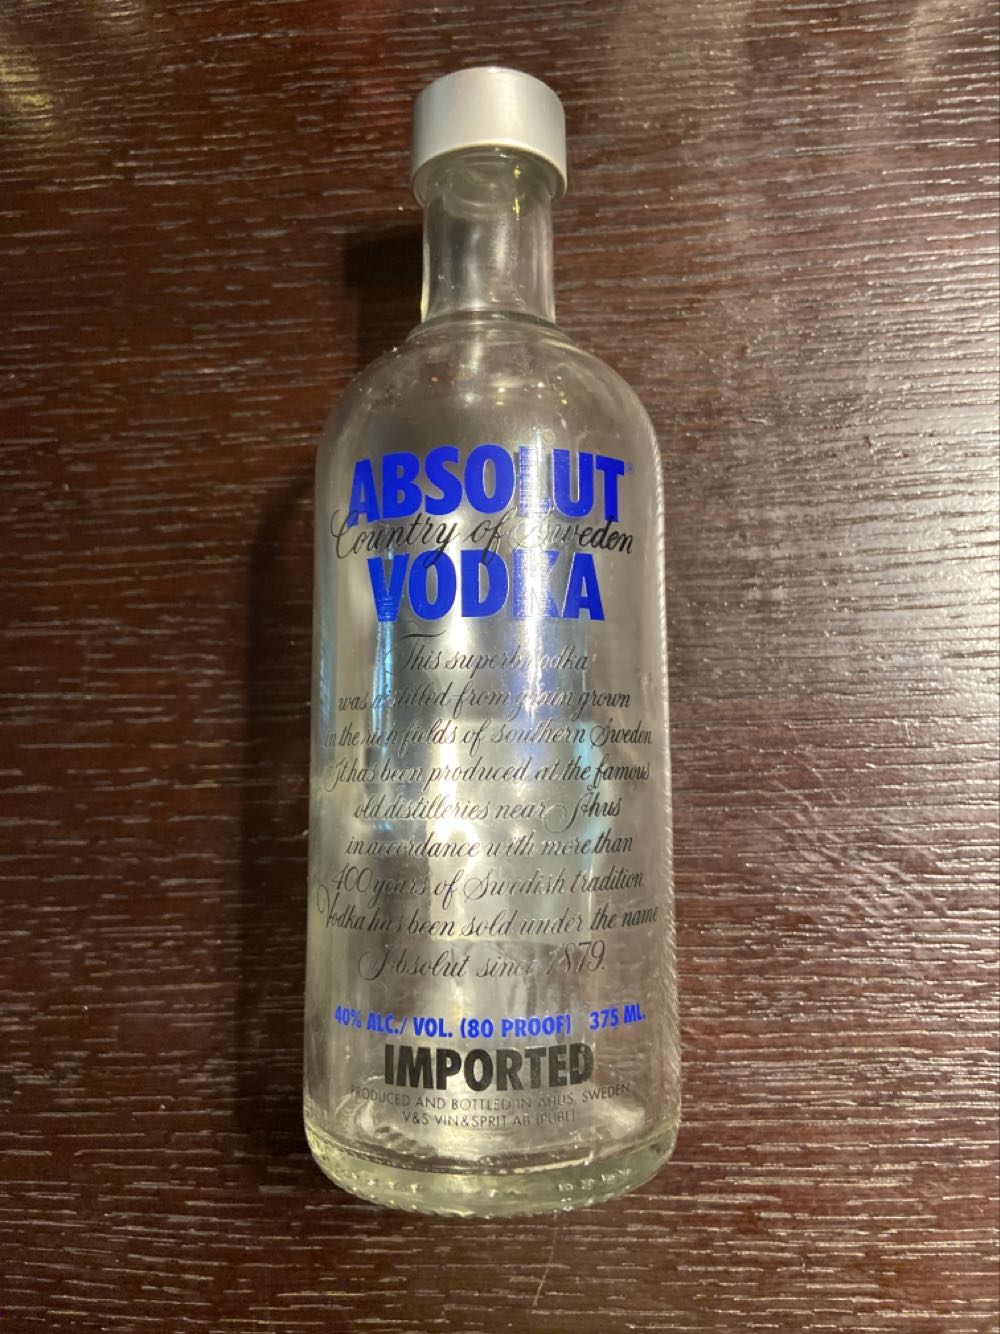 ABSOLUT®
Country of Sweden
VODKA
This superb vodka
was distilled from grain grown
in the rich fields of southern Sweden.
It has been produced at the famous
old distilleries near Åhus
in accordance with more than
400 years of Swedish tradition.
Vodka has been sold under the name
Absolut since 1879.
40% ALC./ VOL. (80 PROOF) 375 ML.
IMPORTED
PRODUCED AND BOTTLED IN ÅHUS, SWEDEN
V&S VIN&SPRIT AB (PUBL)